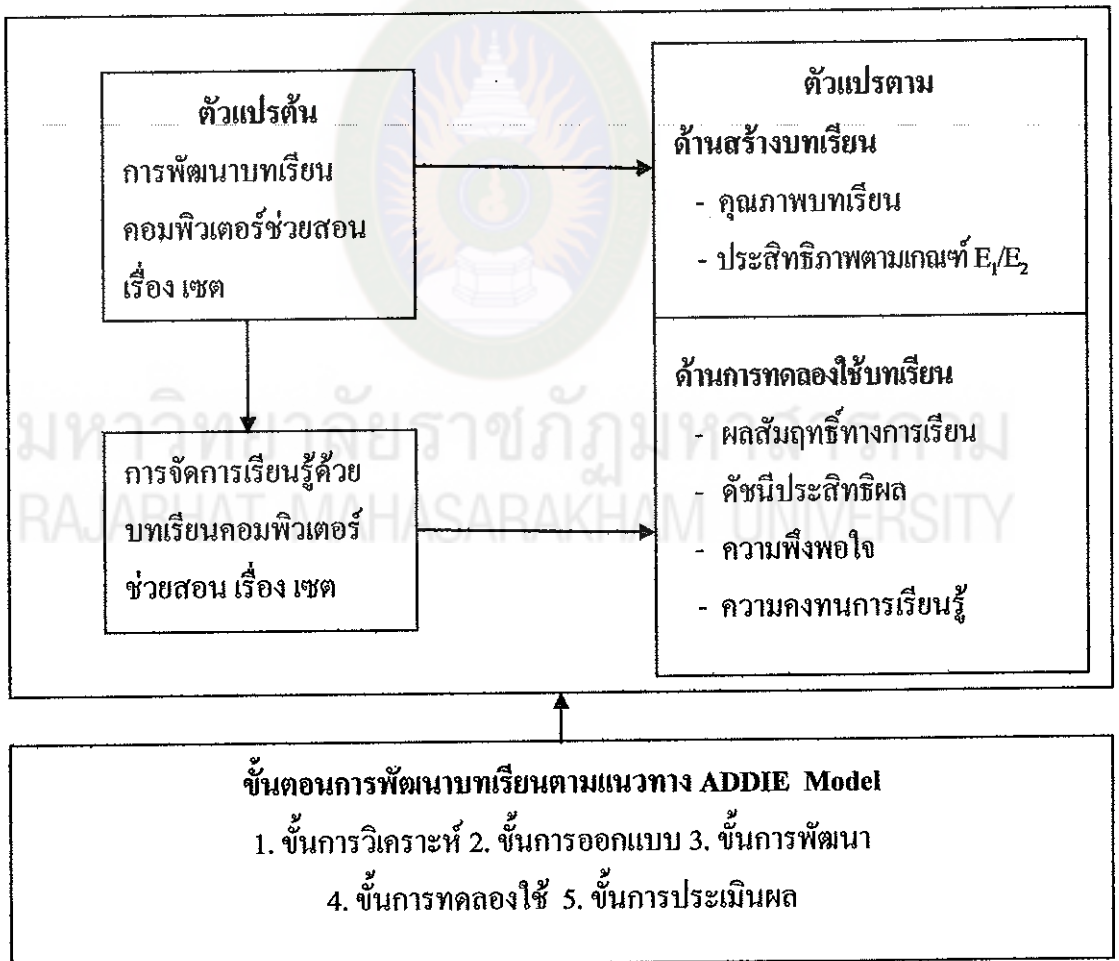 ตัวแปรต้น
การพัฒนาบทเรียน
คอมพิวเตอร์ช่วยสอน
เรื่อง เซต
ตัวแปรตาม
ด้านสร้างบทเรียน
- คุณภาพบทเรียน
- ประสิทธิภาพตามเกณฑ์ E₁/E₂
การจัดการเรียนรู้ด้วย
บทเรียนคอมพิวเตอร์
ช่วยสอน เรื่อง เซต
ด้านการทดลองใช้บทเรียน
- ผลสัมฤทธิ์ทางการเรียน
- ดัชนีประสิทธิผล
- ความพึงพอใจ
- ความคงทนการเรียนรู้
มหาวิทยาลัยราชภัฏมหาสารคาม
RAJABHAT MAHASARAKHAM UNIVERSITY
ขั้นตอนการพัฒนาบทเรียนตามแนวทาง ADDIE Model
1. ขั้นการวิเคราะห์ 2. ขั้นการออกแบบ 3. ขั้นการพัฒนา
4. ขั้นการทดลองใช้ 5. ขั้นการประเมินผล